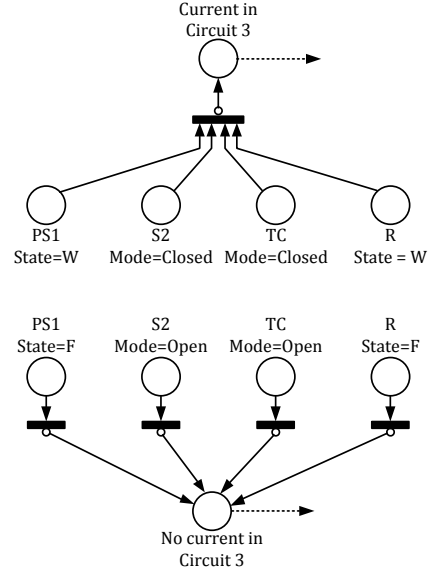 Current in
Circuit 3
PS1
State=W
S2
Mode=Closed
TC
Mode=Closed
R
State = W
PS1
State=F
S2
Mode=Open
TC
Mode=Open
R
State=F
No current in
Circuit 3